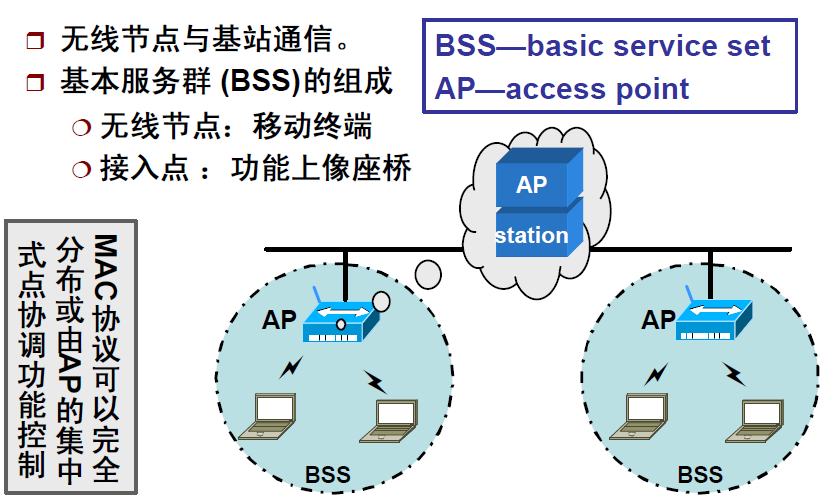 无线节点与基站通信。
基本服务群 (BSS)的组成
无线节点：移动终端
接入点 ：功能上像座桥
BSS—basic service set
AP—access point
AP
station
MAC协议可以完全
分布或由AP的集中
式点协调功能控制
AP
BSS
AP
BSS